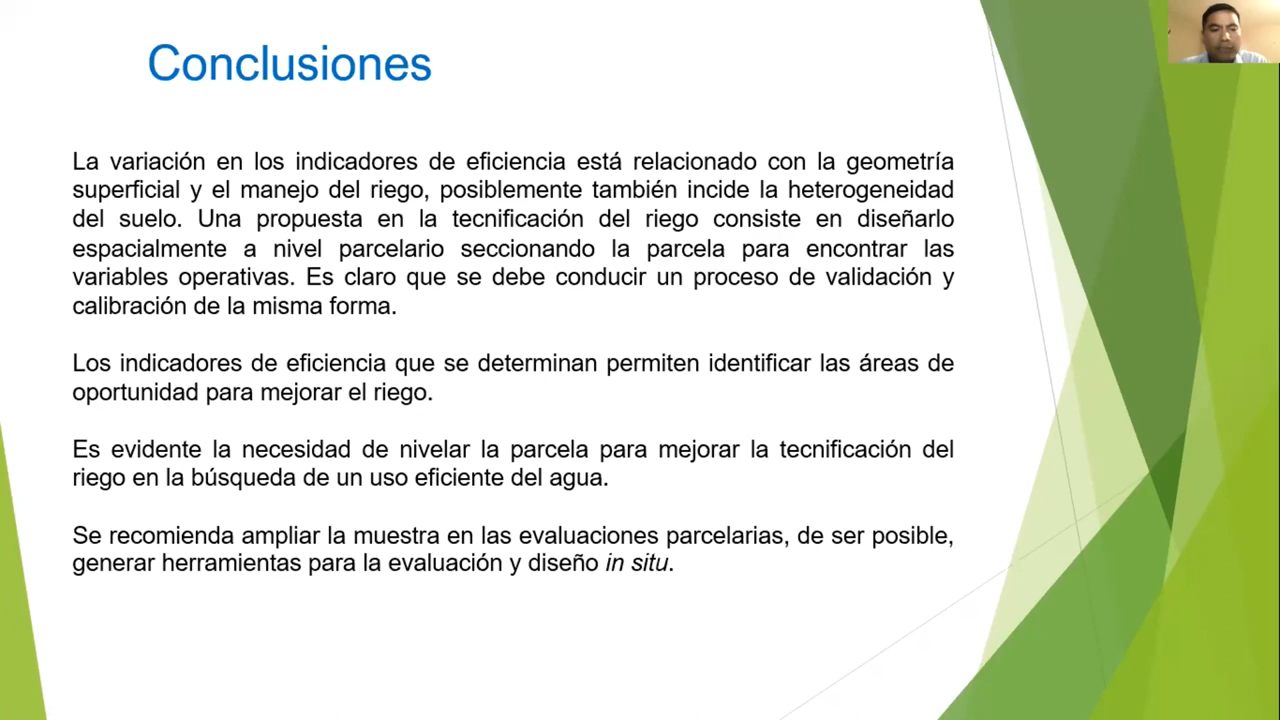 Conclusiones
La variación en los indicadores de eficiencia está relacionado con la geometría
superficial y el manejo del riego, posiblemente también incide la heterogeneidad
del suelo. Una propuesta en la tecnificación del riego consiste en diseñarlo
espacialmente a nivel parcelario seccionando la parcela para encontrar las
variables operativas. Es claro que se debe conducir un proceso de validación y
calibración de la misma forma.
Los indicadores de eficiencia que se determinan permiten identificar las áreas de
oportunidad para mejorar el riego.
Es evidente la necesidad de nivelar la parcela para mejorar la tecnificación del
riego en la búsqueda de un uso eficiente del agua.
Se recomienda ampliar la muestra en las evaluaciones parcelarias, de ser posible,
generar herramientas para la evaluación y diseño in situ.